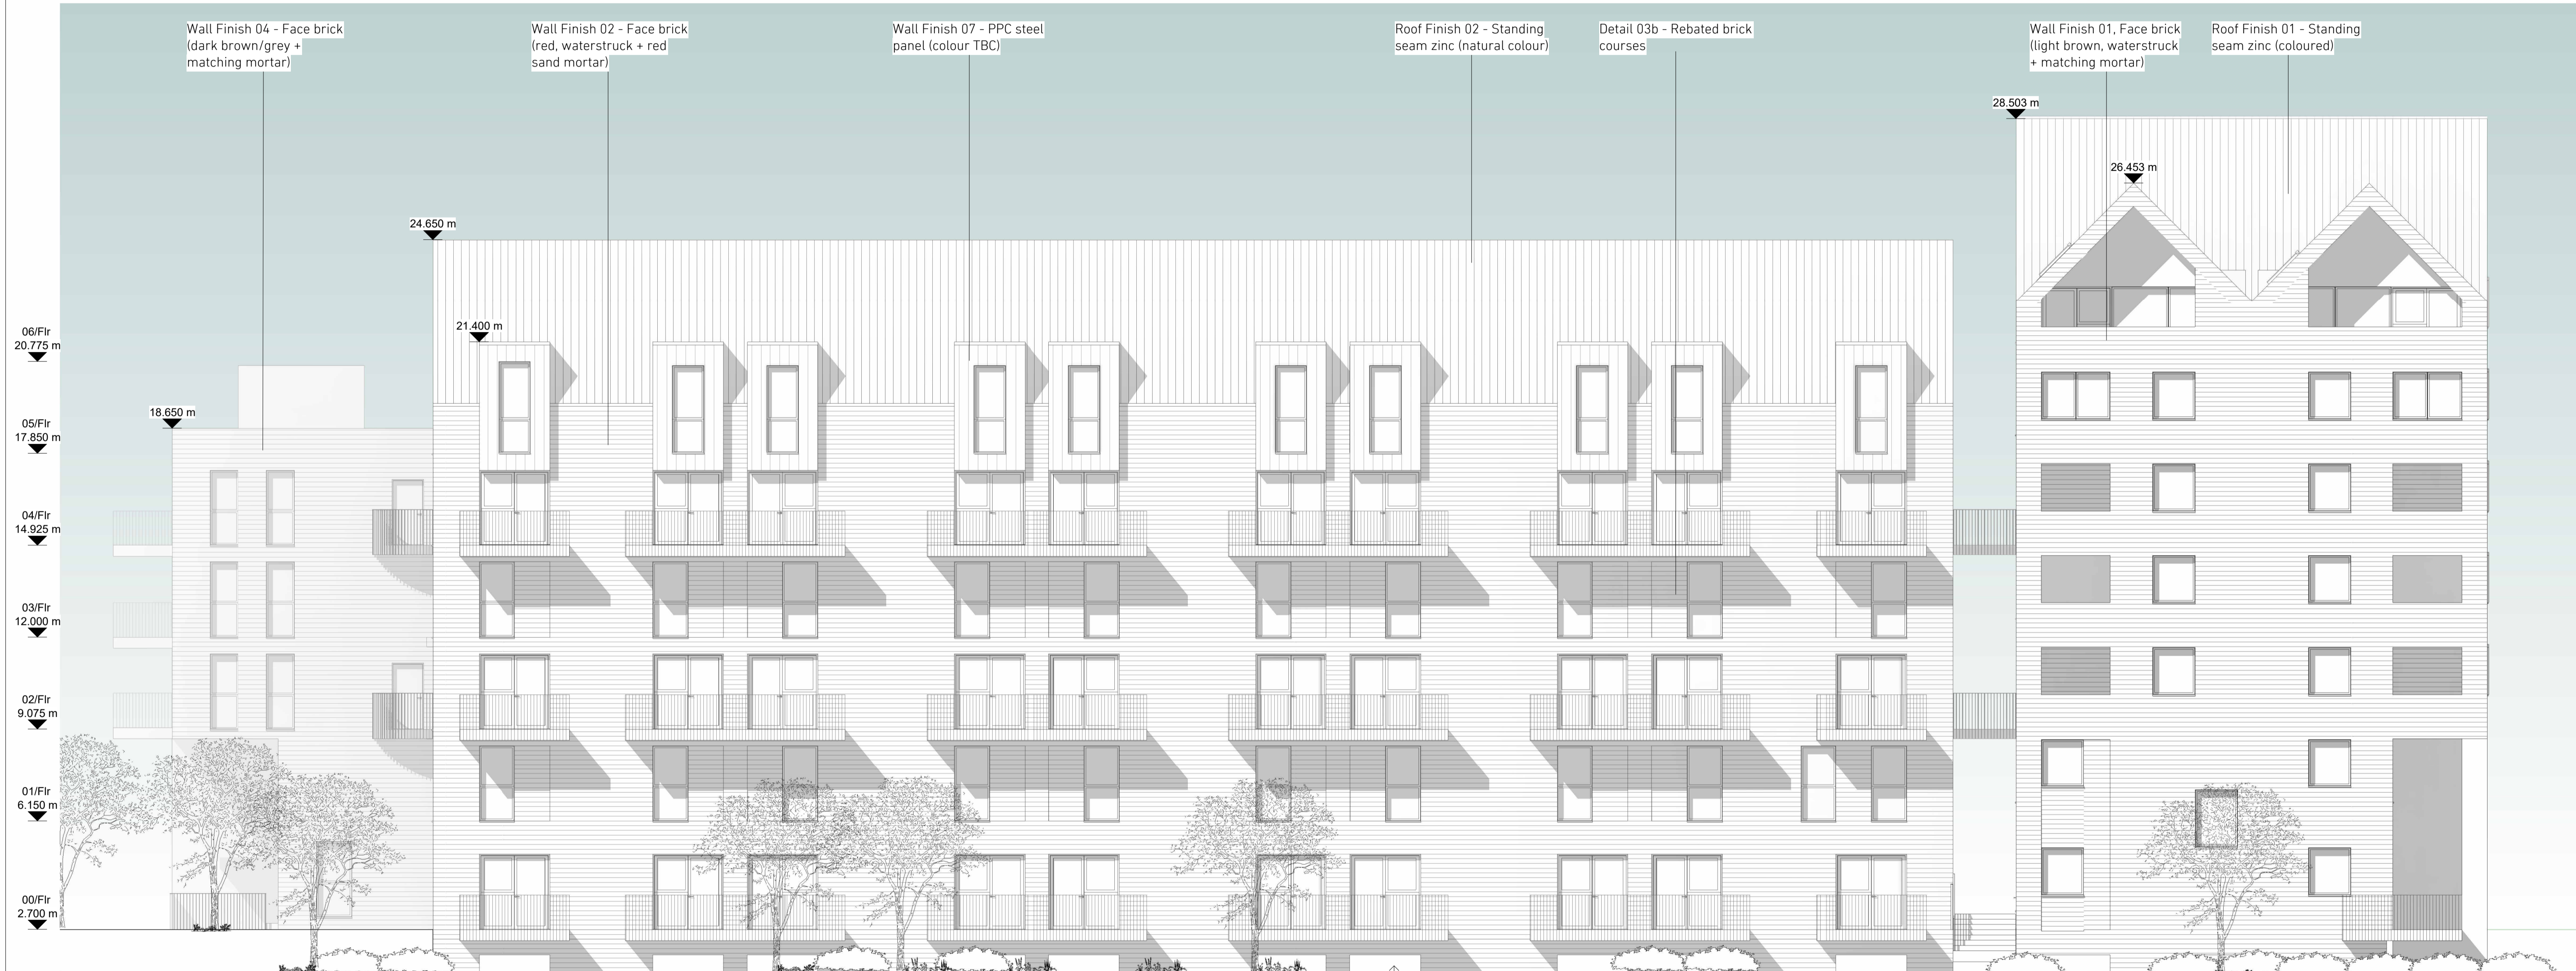 Wall Finish 04 - Face brick
(dark brown/grey +
matching mortar)
Wall Finish 02 - Face brick
(red, waterstruck + red
sand mortar)
Wall Finish 07 - PPC steel
panel (colour TBC)
Roof Finish 02 - Standing
seam zinc (natural colour)
Detail 03b - Rebated brick
courses
Wall Finish 01, Face brick
(light brown, waterstruck
+ matching mortar)
Roof Finish 01 - Standing
seam zinc (coloured)
28.503 m
26.453 m
24.650 m
21.400 m
18.650 m
06/Flr
20.775 m
05/Flr
17.850 m
04/Flr
14.925 m
03/Flr
12.000 m
02/Flr
9.075 m
01/Flr
6.150 m
00/Flr
2.700 m